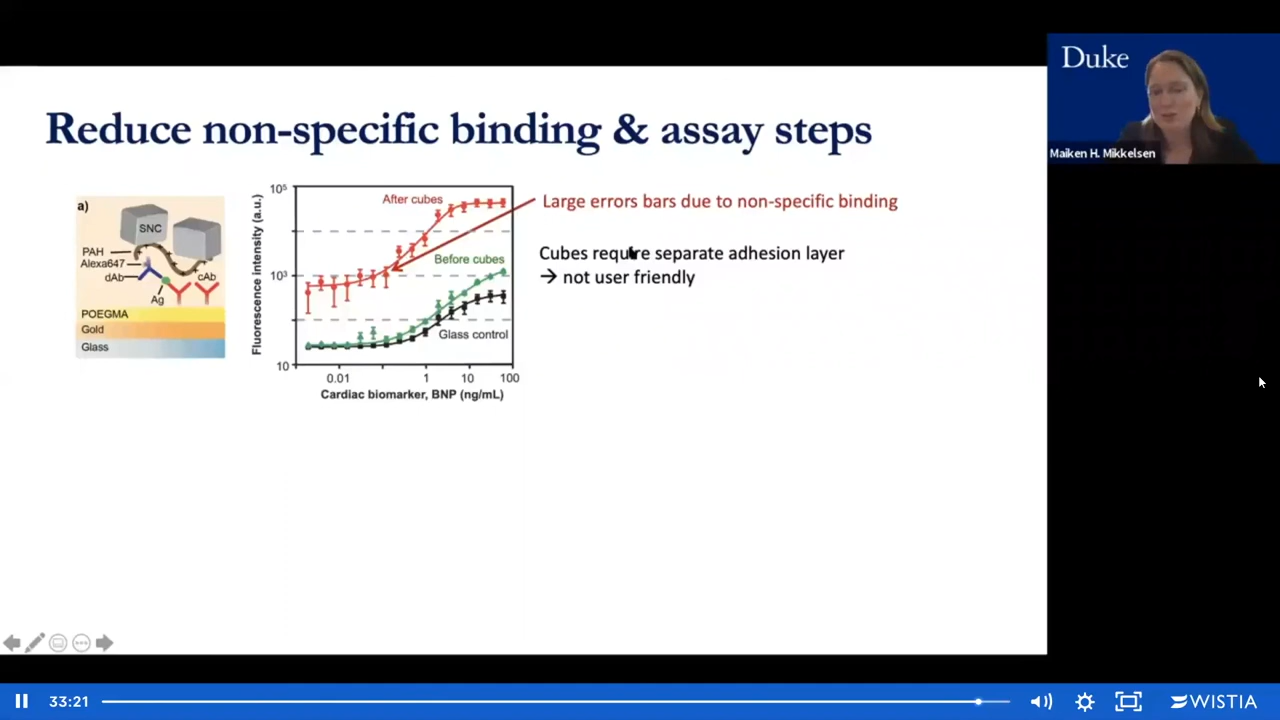 Duke
Maiken H. Mikkelsen
Reduce non-specific binding & assay steps
a)
SNC
PAH
Alexa647
dAb
cAb
Ag
POEGMA
Gold
Glass
Fluorescence intensity (a.u.)
10⁵
10³
10
After cubes
Before cubes
Glass control
0.01
1
10
100
Cardiac biomarker, BNP (ng/mL)
Large errors bars due to non-specific binding
Cubes require separate adhesion layer
→ not user friendly
33:21
WISTIA